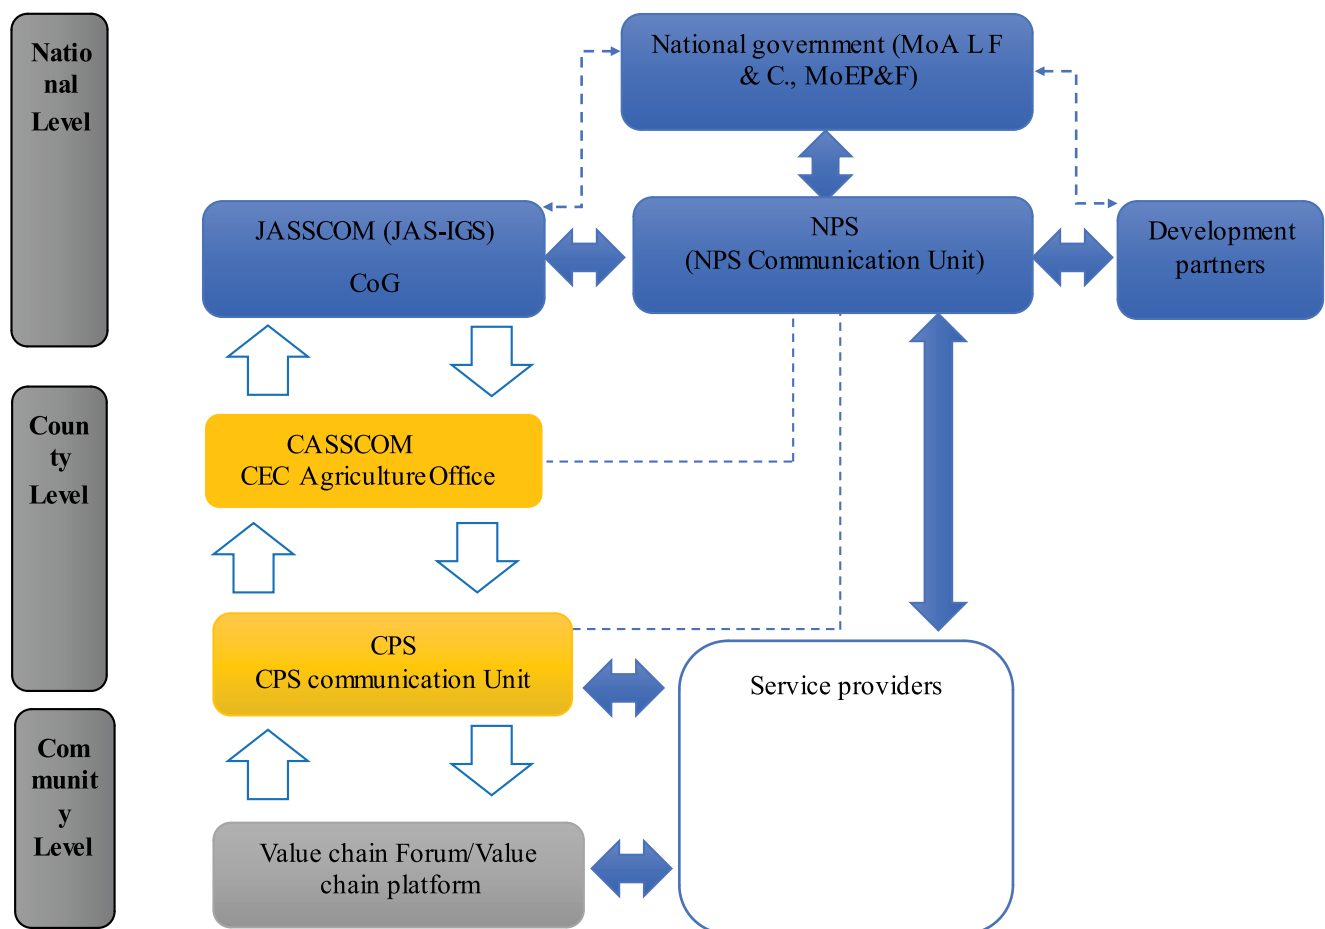 Natio
nal
Level
National government (MoA L F
& C., MoEP&F)
JASSCOM (JAS-IGS)
CoG
NPS
(NPS Communication Unit)
Development
partners
Coun
ty
Level
CASSCOM
CEC Agriculture Office
CPS
CPS communication Unit
Service providers
Com
munit
y
Level
Value chain Forum/Value
chain platform